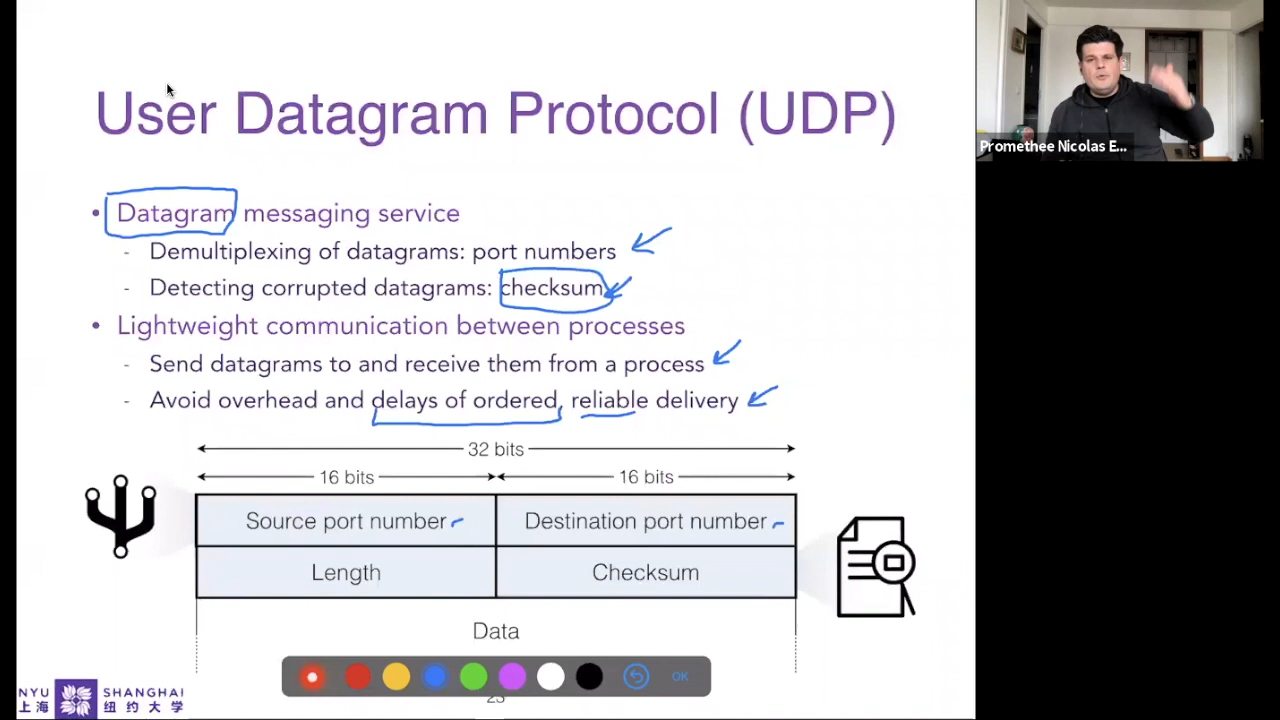 User Datagram Protocol (UDP)
Promethee Nicolas E...
• Datagram messaging service
- Demultiplexing of datagrams: port numbers
- Detecting corrupted datagrams: checksum
• Lightweight communication between processes
- Send datagrams to and receive them from a process
- Avoid overhead and delays of ordered, reliable delivery
32 bits
16 bits 16 bits
Source port number Destination port number
Length Checksum
Data
OK
NYU SHANGHAI
上海 纽约大学